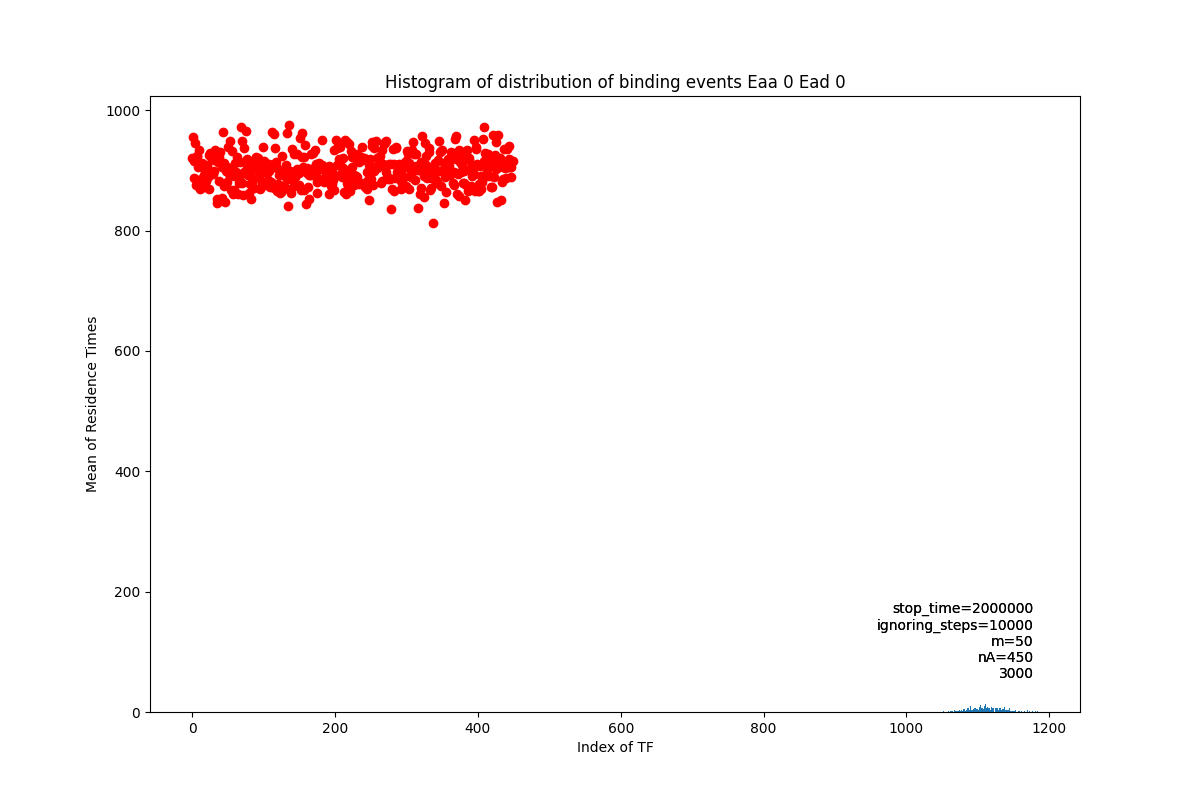 Histogram of distribution of binding events Eaa 0 Ead 0
1000
800
600
400
200
0
Mean of Residence Times
stop_time=2000000
ignoring_steps=10000
m=50
nA=450
3000
0 200 400 600 800 1000 1200
Index of TF